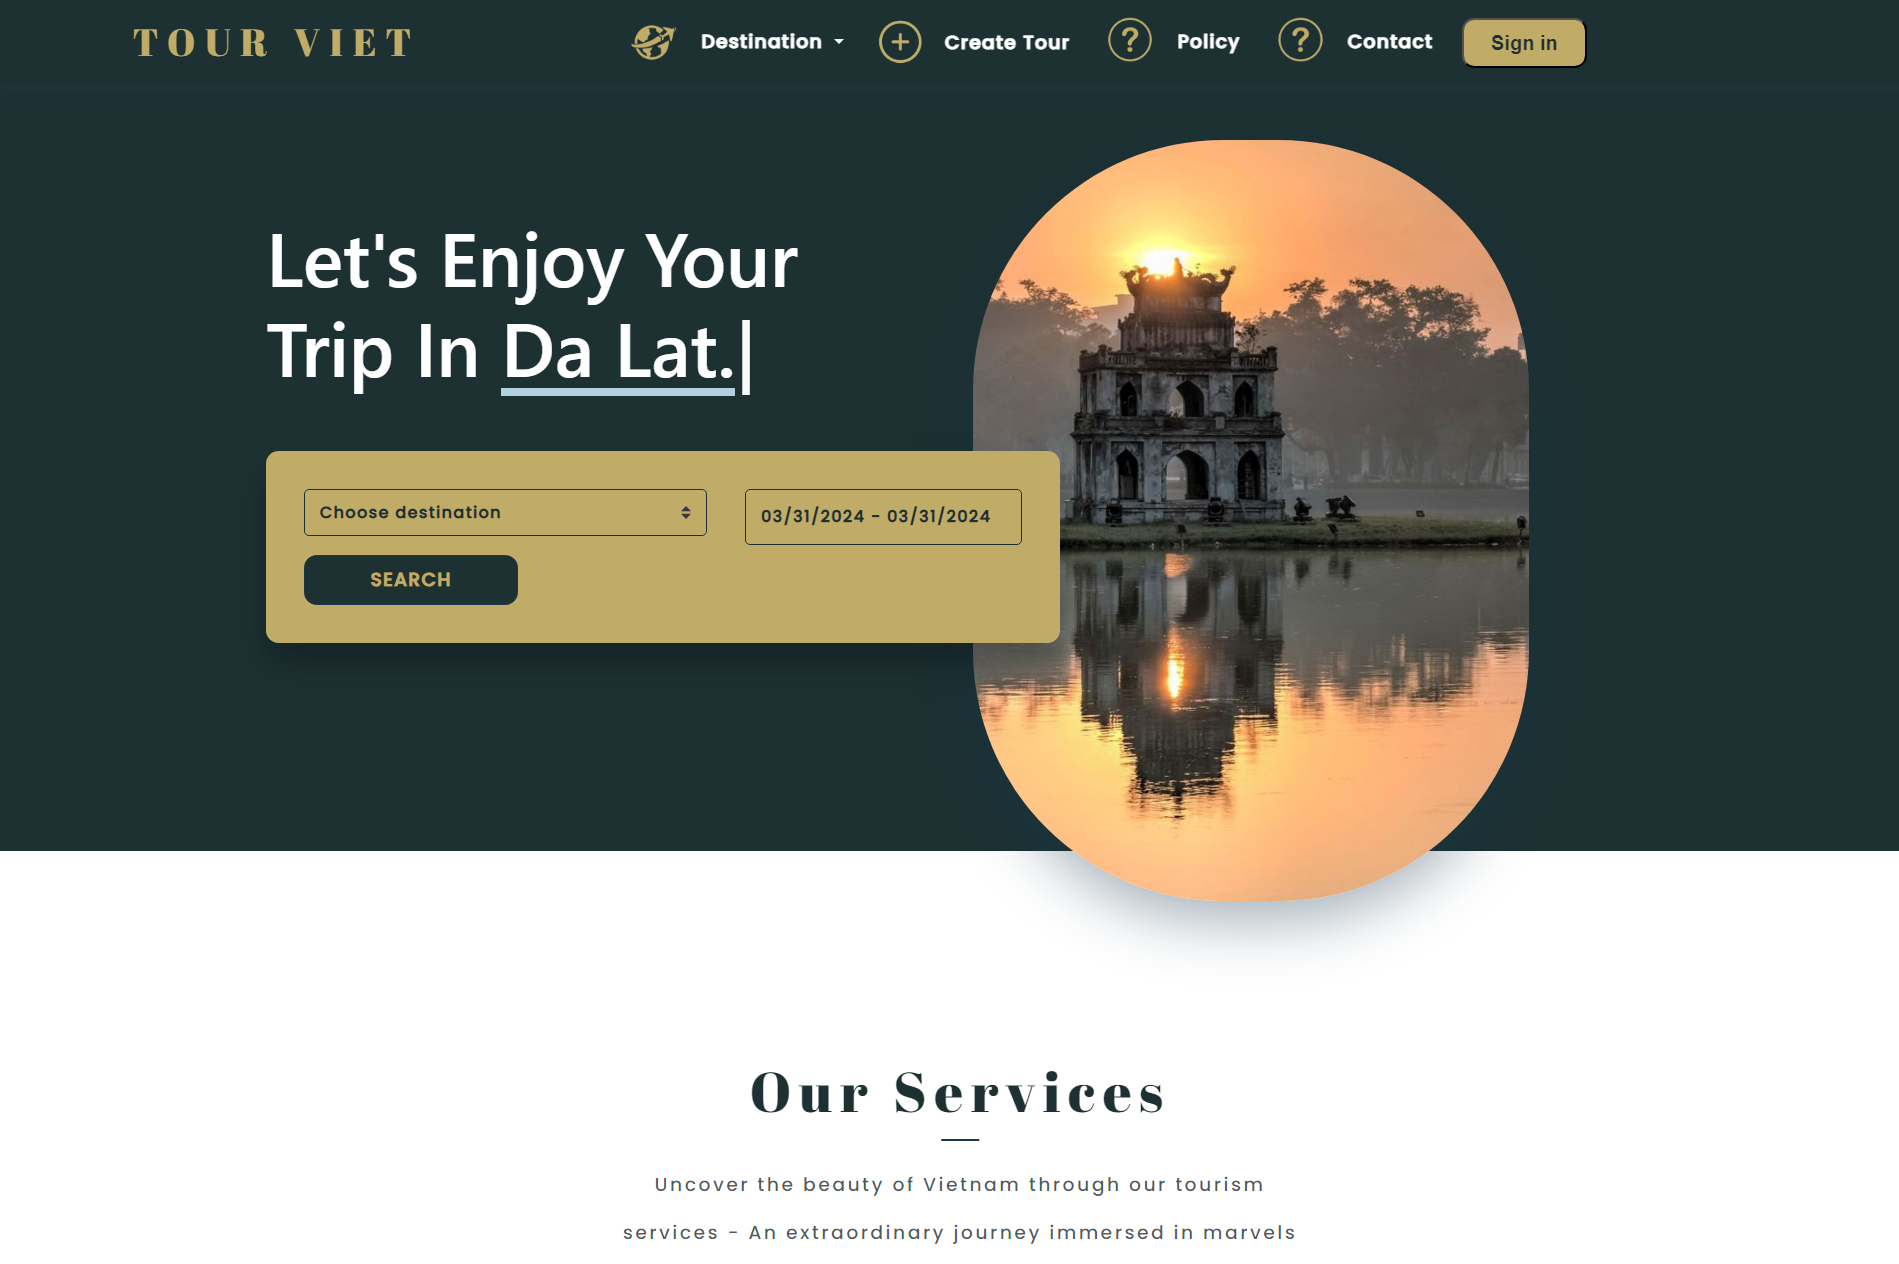 TOUR VIET
Destination
Create Tour
Policy
Contact
Sign in
Let's Enjoy Your
Trip In Da Lat.
Choose destination
03/31/2024 - 03/31/2024
SEARCH
Our Services
Uncover the beauty of Vietnam through our tourism
services - An extraordinary journey immersed in marvels